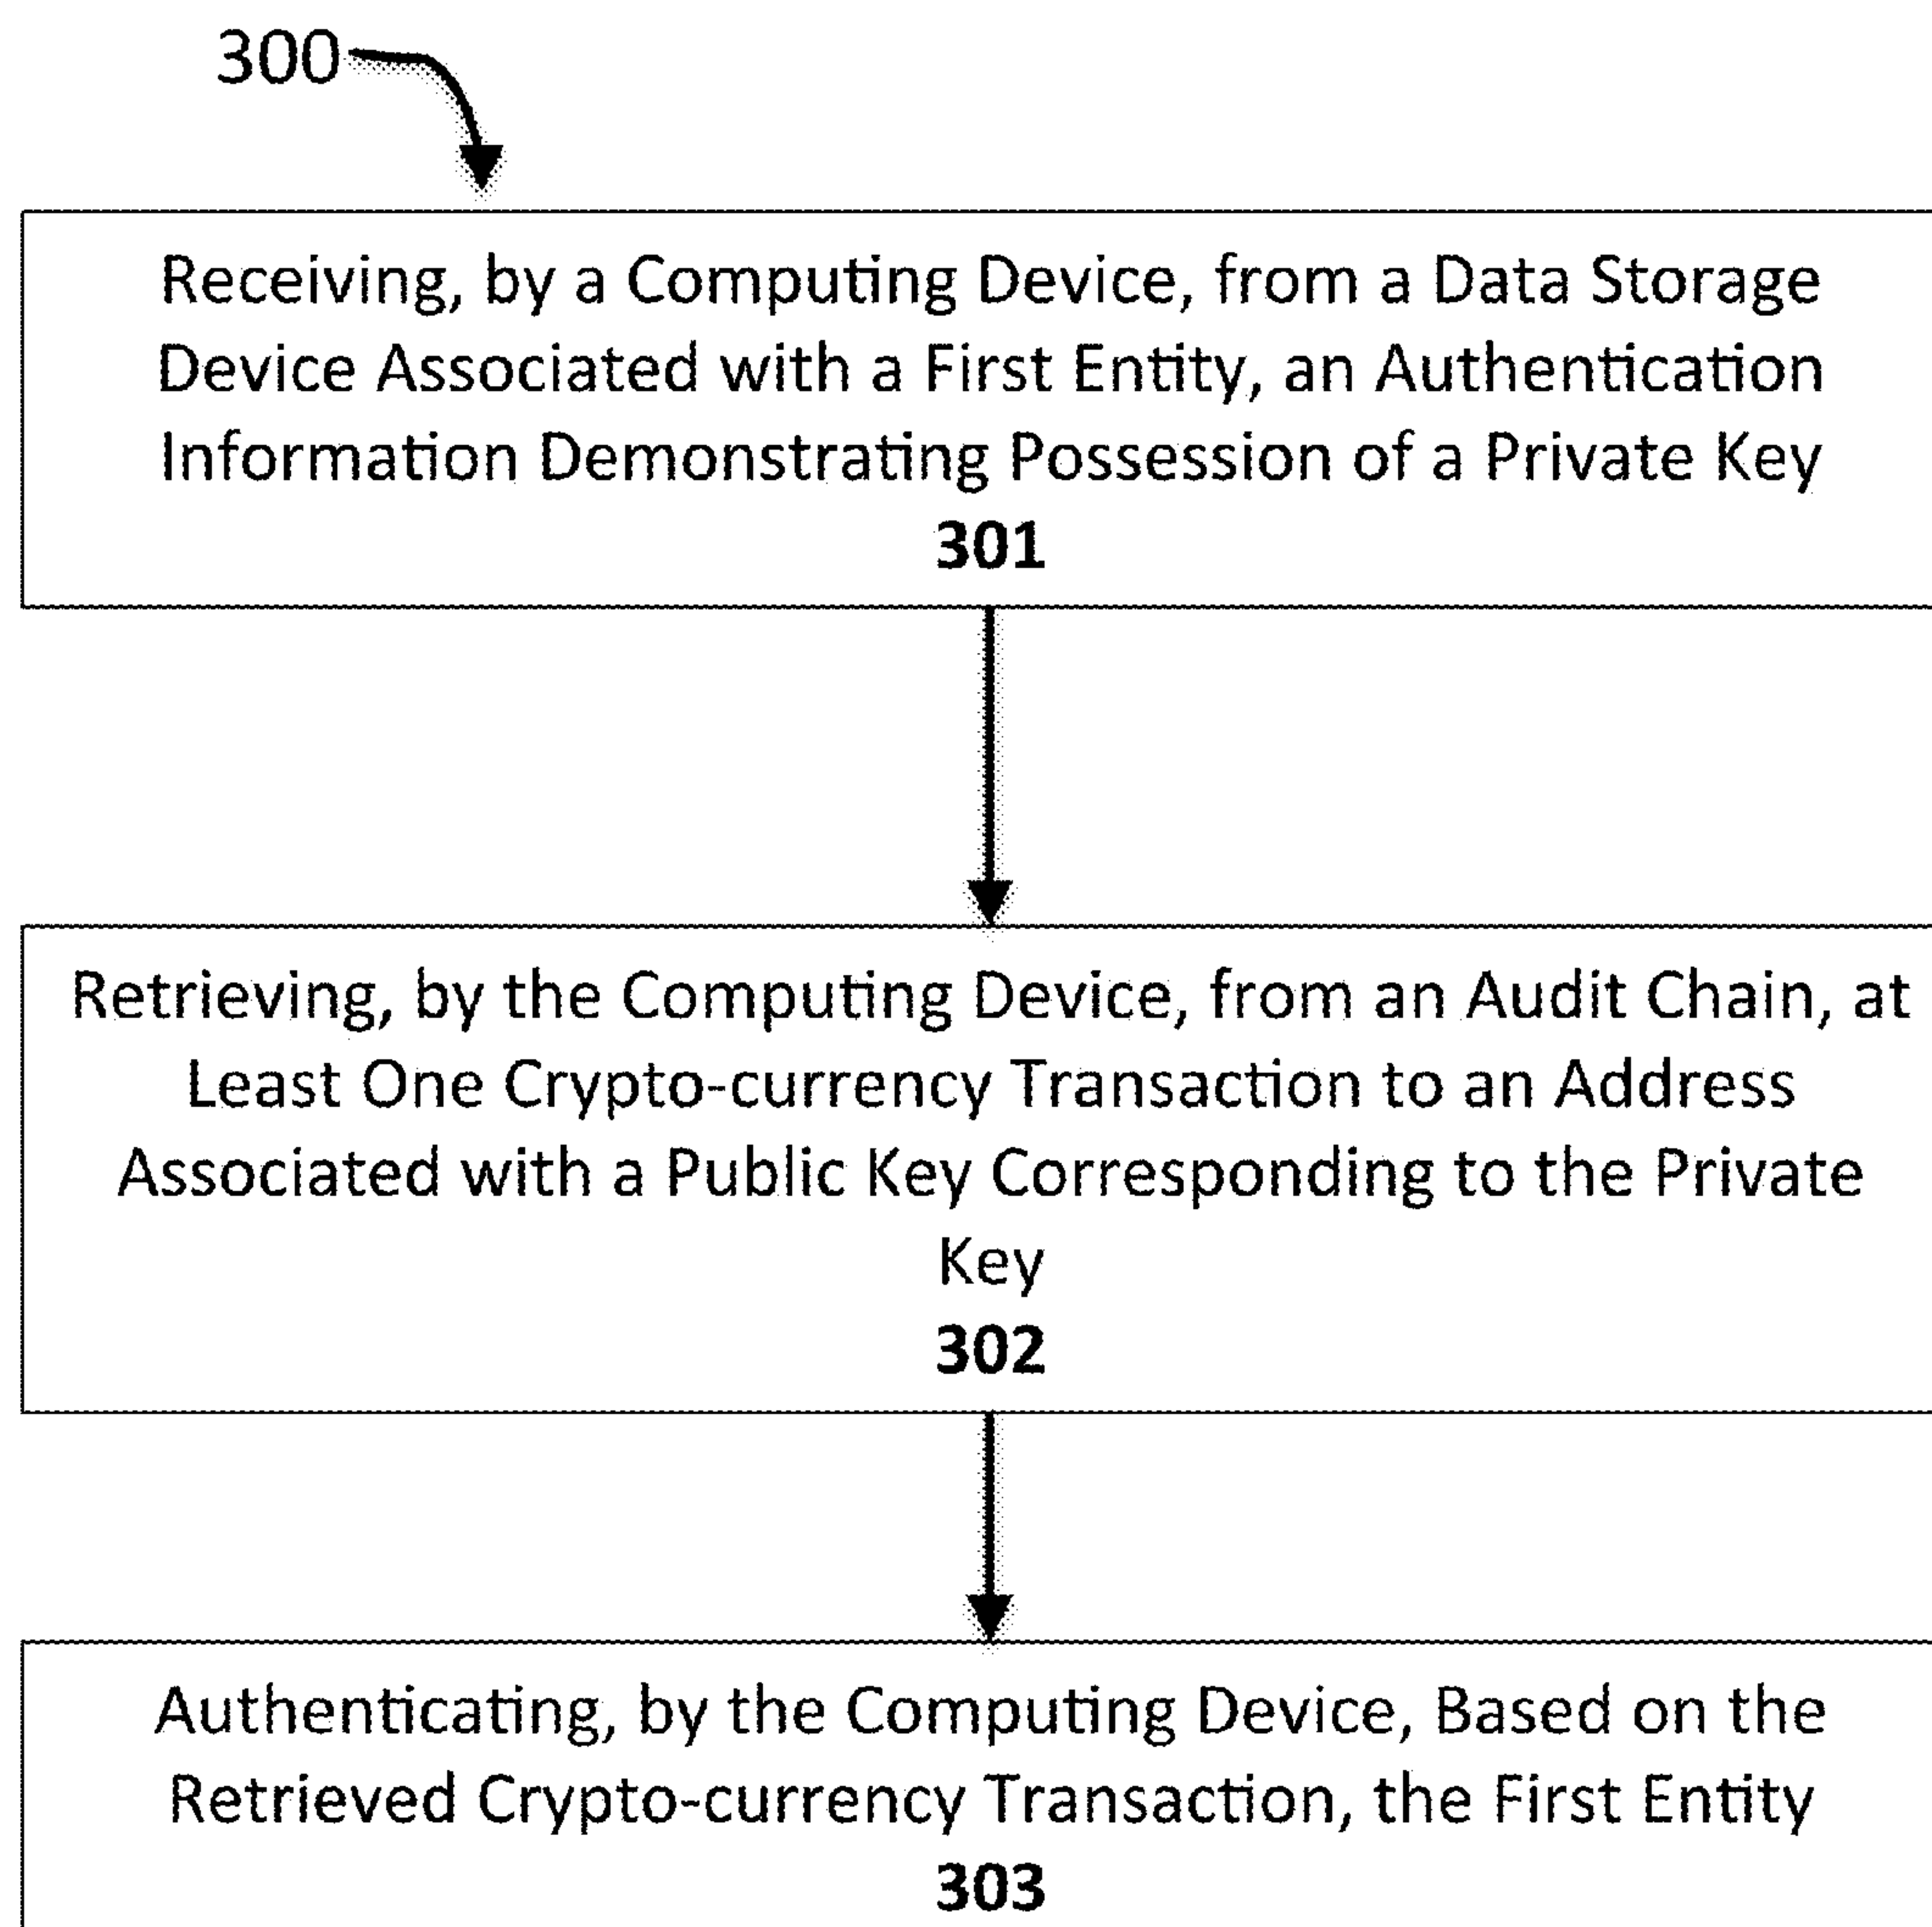 300
Receiving, by a Computing Device, from a Data Storage
Device Associated with a First Entity, an Authentication
Information Demonstrating Possession of a Private Key
301
Retrieving, by the Computing Device, from an Audit Chain, at
Least One Crypto-currency Transaction to an Address
Associated with a Public Key Corresponding to the Private
Key
302
Authenticating, by the Computing Device, Based on the
Retrieved Crypto-currency Transaction, the First Entity
303